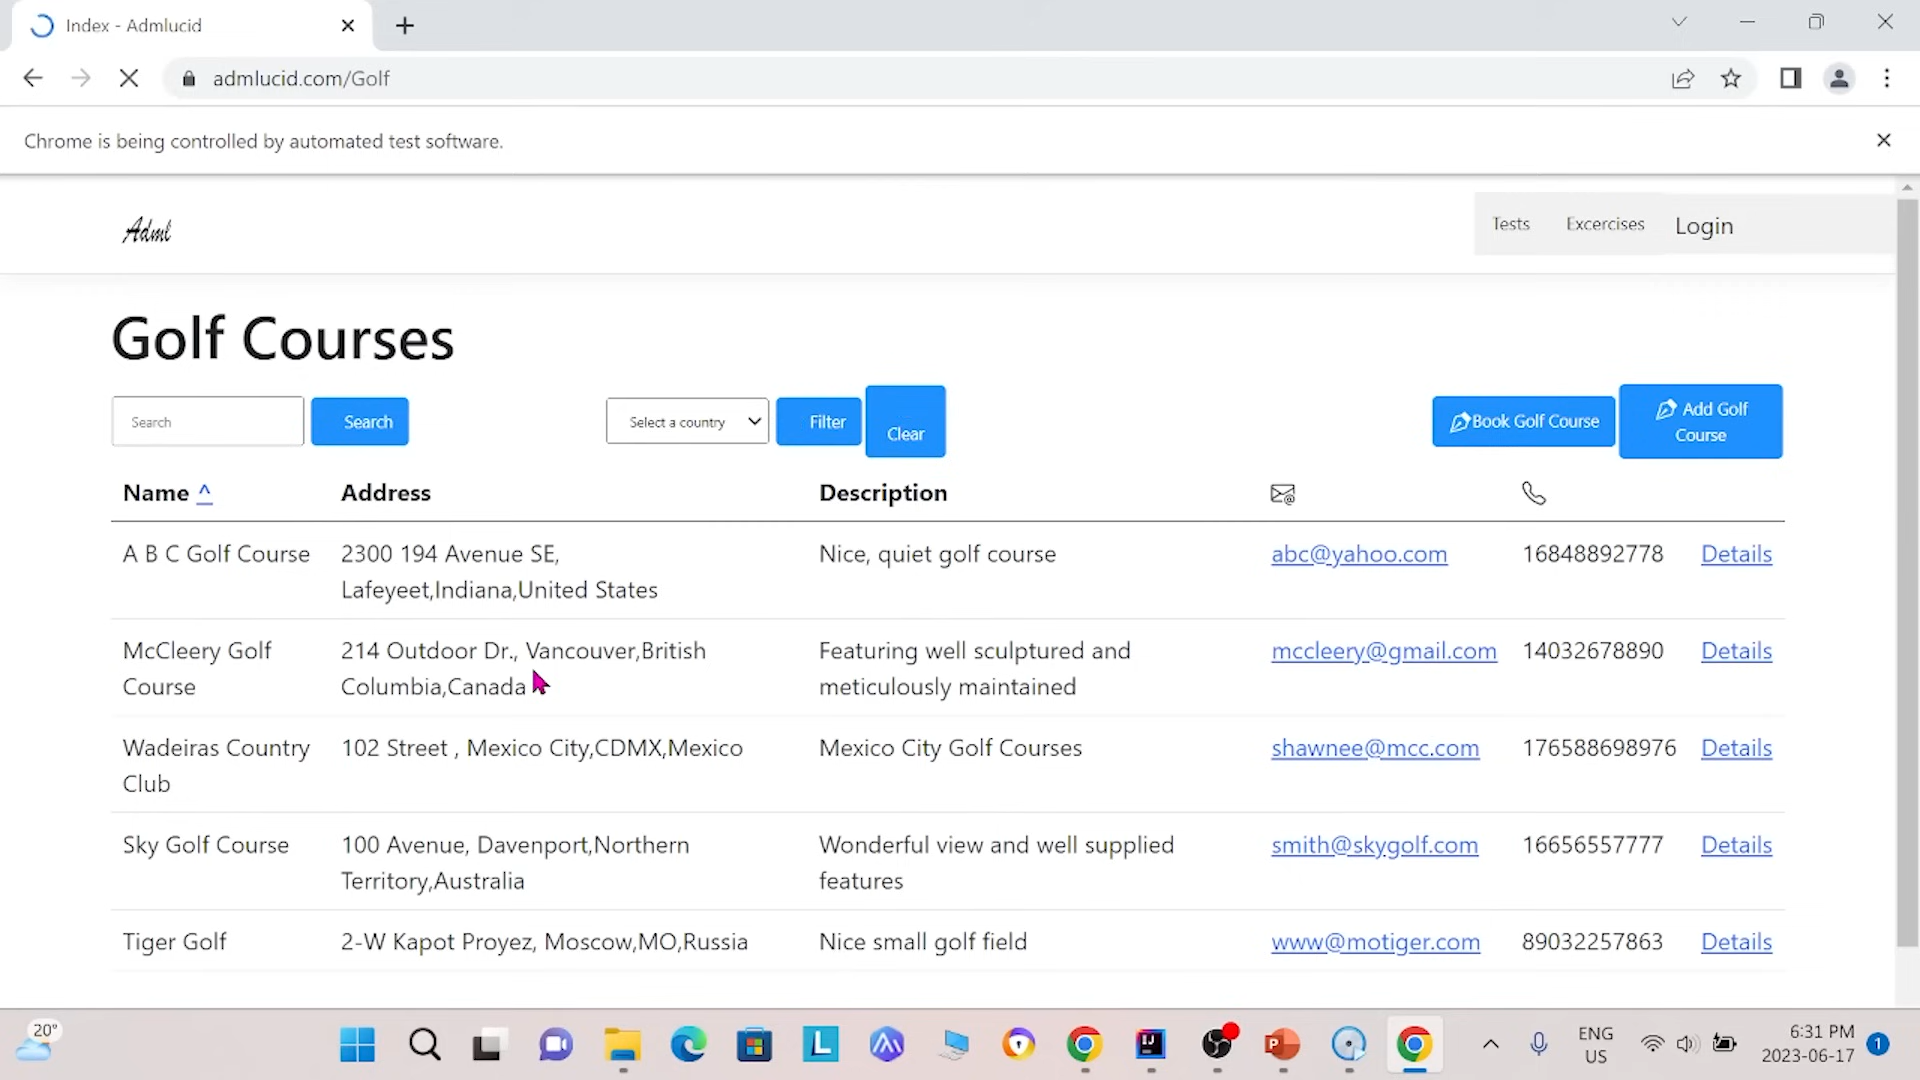 Index - Admlucid
admlucid.com/Golf
Chrome is being controlled by automated test software.
Adml
Tests Excercises Login
Golf Courses
Search Search Select a country Filter Clear Book Golf Course Add Golf
Course
Name ^ Address Description
A B C Golf Course 2300 194 Avenue SE, Nice, quiet golf course abc@yahoo.com 16848892778 Details
Lafeyeet,Indiana,United States
McCleery Golf 214 Outdoor Dr., Vancouver,British Featuring well sculptured and mccleery@gmail.com 14032678890 Details
Course Columbia,Canada meticulously maintained
Wadeiras Country 102 Street , Mexico City,CDMX,Mexico Mexico City Golf Courses shawnee@mcc.com 176588698976 Details
Club
Sky Golf Course 100 Avenue, Davenport,Northern Wonderful view and well supplied smith@skygolf.com 16656557777 Details
Territory,Australia features
Tiger Golf 2-W Kapot Proyez, Moscow,MO,Russia Nice small golf field www@motiger.com 89032257863 Details
20° ENG 6:31 PM
US 2023-06-17 1